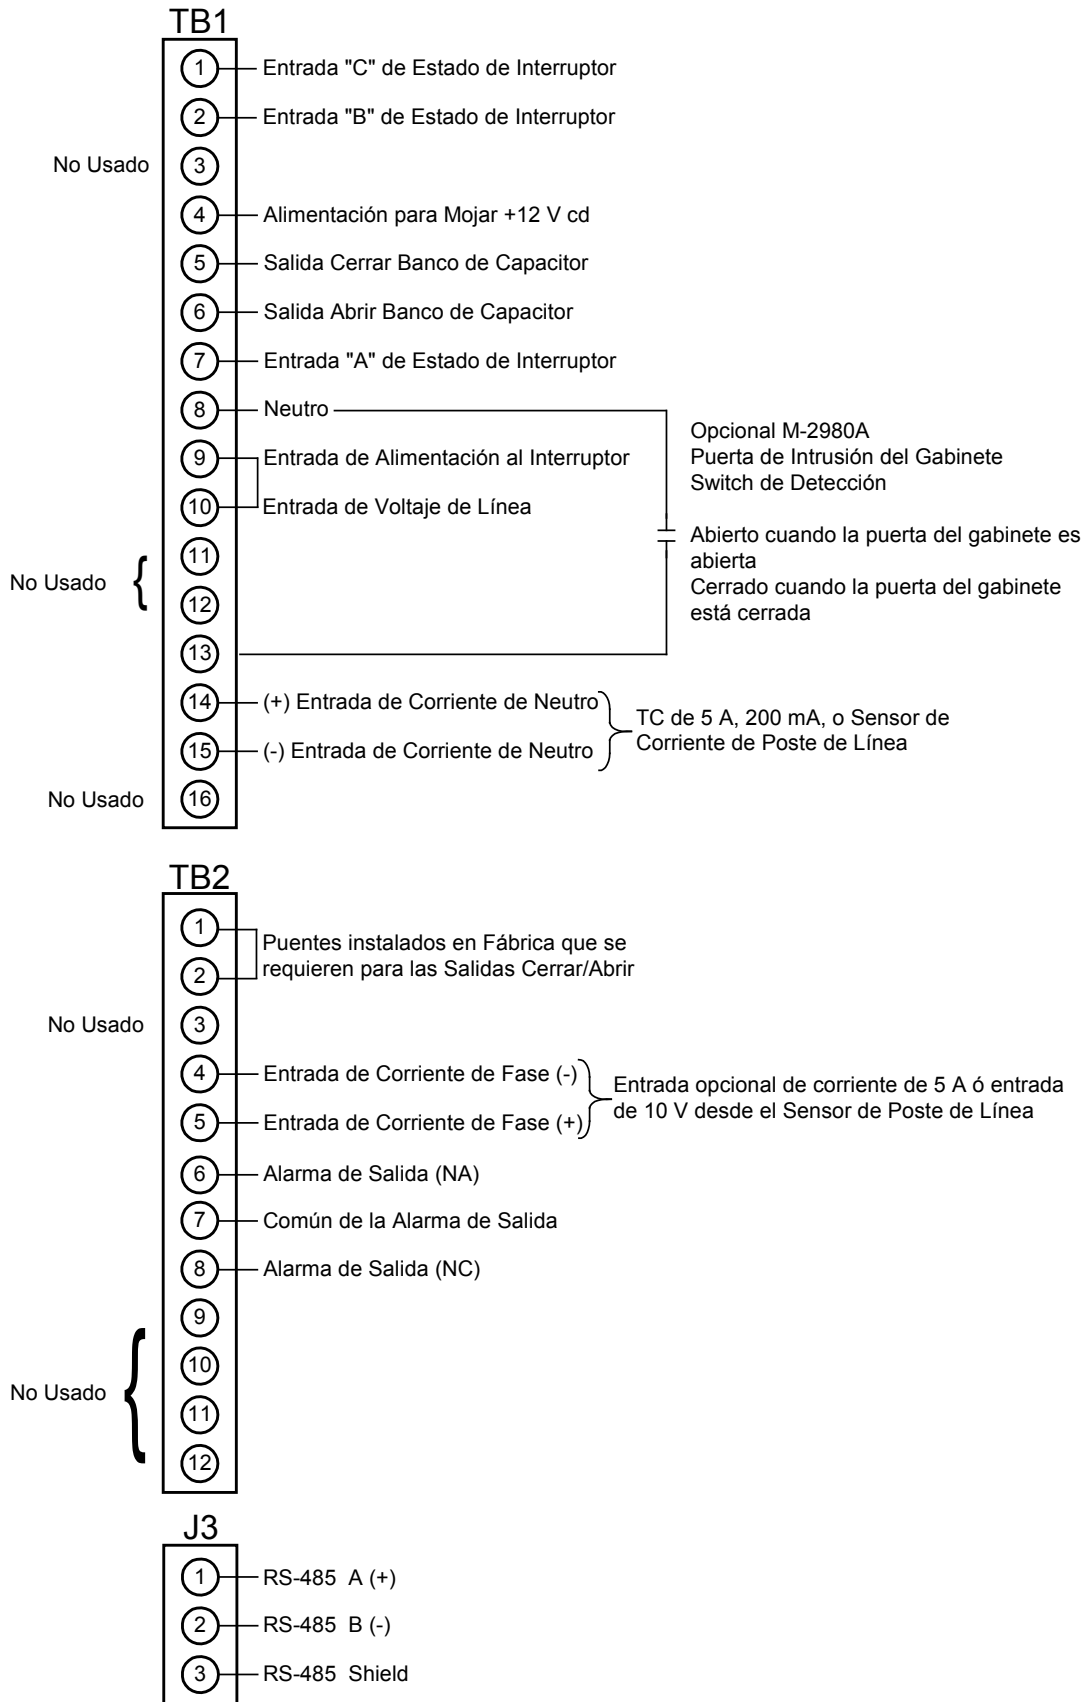 TB1
1 Entrada "C" de Estado de Interruptor
2 Entrada "B" de Estado de Interruptor
No Usado 3
4 Alimentación para Mojar +12 V cd
5 Salida Cerrar Banco de Capacitor
6 Salida Abrir Banco de Capacitor
7 Entrada "A" de Estado de Interruptor
8 Neutro
9 Entrada de Alimentación al Interruptor
10 Entrada de Voltaje de Línea
Opcional M-2980A
Puerta de Intrusión del Gabinete
Switch de Detección
Abierto cuando la puerta del gabinete es
abierta
Cerrado cuando la puerta del gabinete
está cerrada
11
No Usado {
12
13
14 (+) Entrada de Corriente de Neutro
15 (-) Entrada de Corriente de Neutro
TC de 5 A, 200 mA, o Sensor de
Corriente de Poste de Línea
No Usado 16
TB2
1
2
Puentes instalados en Fábrica que se
requieren para las Salidas Cerrar/Abrir
No Usado 3
4 Entrada de Corriente de Fase (-)
5 Entrada de Corriente de Fase (+)
Entrada opcional de corriente de 5 A ó entrada
de 10 V desde el Sensor de Poste de Línea
6 Alarma de Salida (NA)
7 Común de la Alarma de Salida
8 Alarma de Salida (NC)
9
10
No Usado {
11
12
J3
1 RS-485 A (+)
2 RS-485 B (-)
3 RS-485 Shield